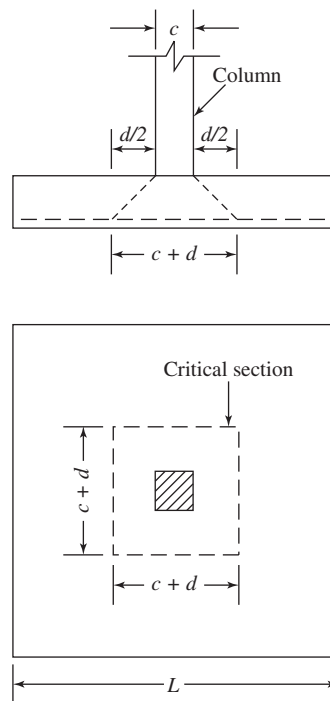 c
Column
d/2 d/2
c + d
Critical section
c + d
c + d
L